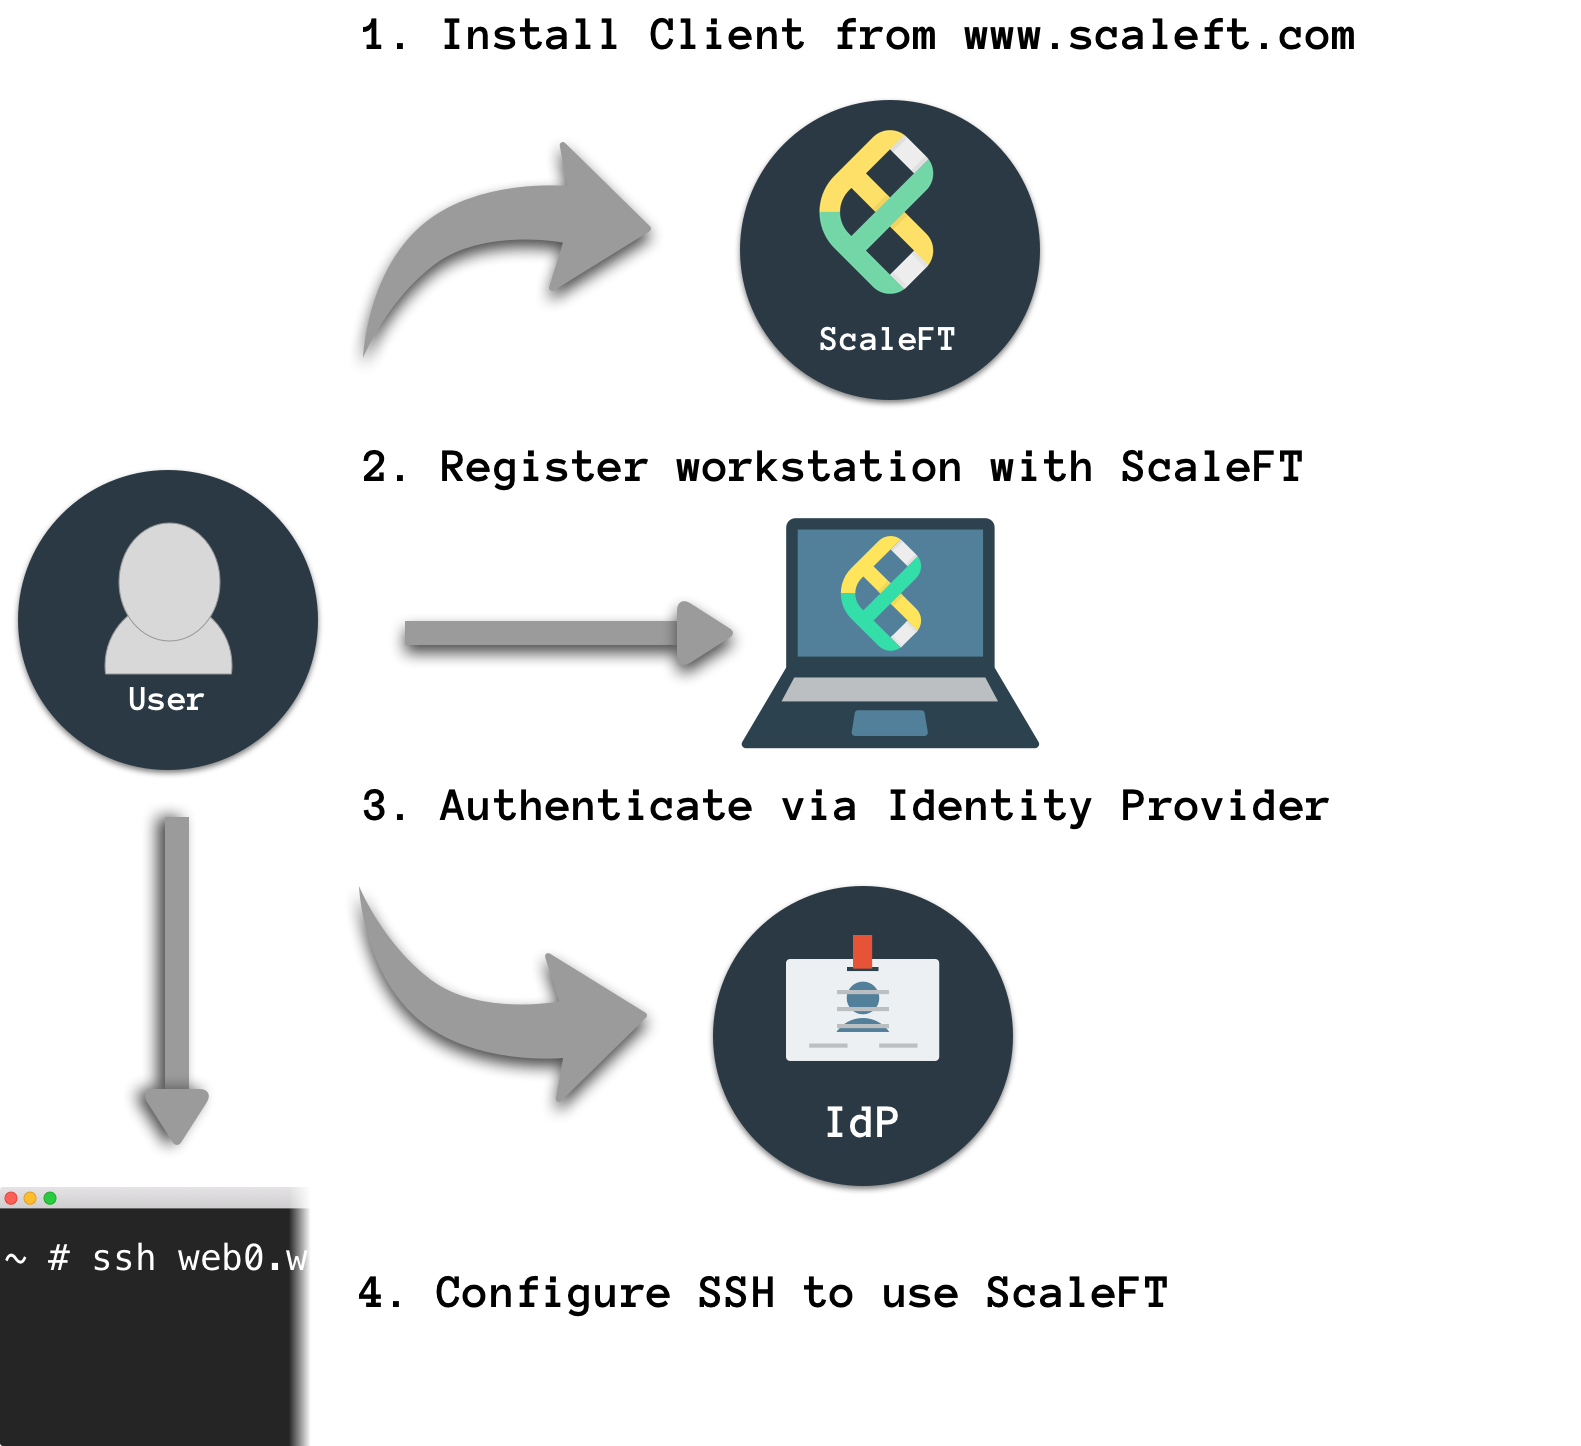 1. Install Client from www.scaleft.com
ScaleFT
2. Register workstation with ScaleFT
User
3. Authenticate via Identity Provider
IdP
~ # ssh web0.w
4. Configure SSH to use ScaleFT